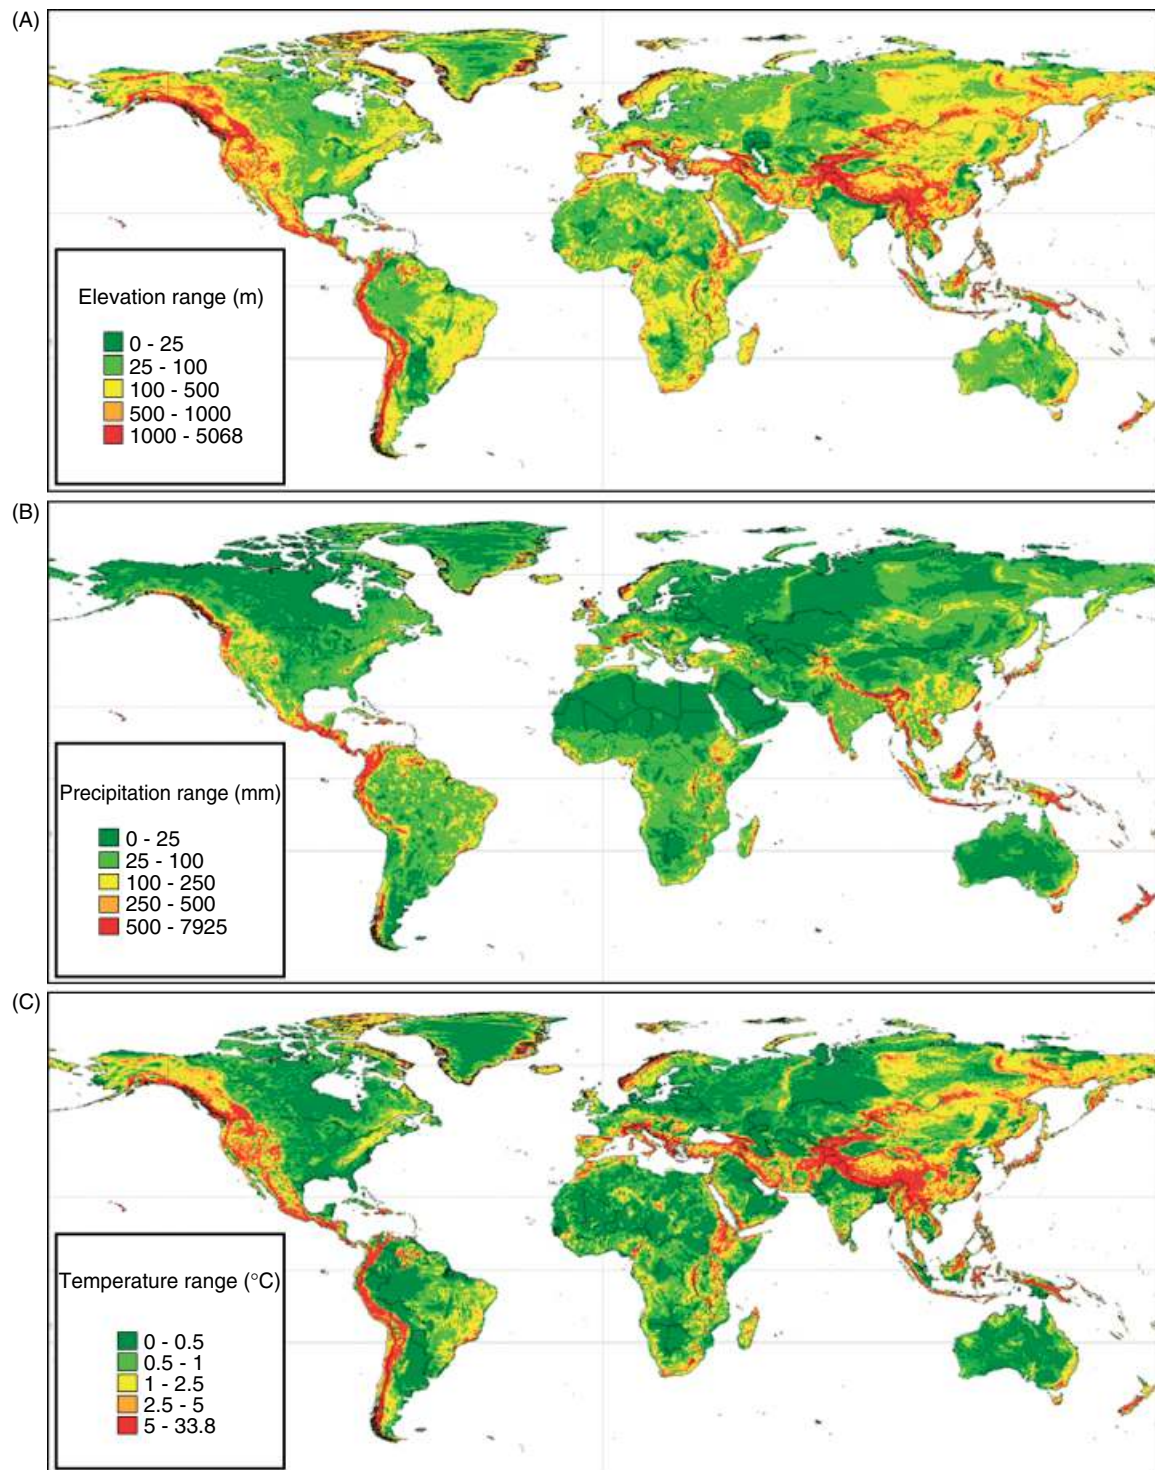 (A)
Elevation range (m)
0 - 25
25 - 100
100 - 500
500 - 1000
1000 - 5068
(B)
Precipitation range (mm)
0 - 25
25 - 100
100 - 250
250 - 500
500 - 7925
(C)
Temperature range (°C)
0 - 0.5
0.5 - 1
1 - 2.5
2.5 - 5
5 - 33.8